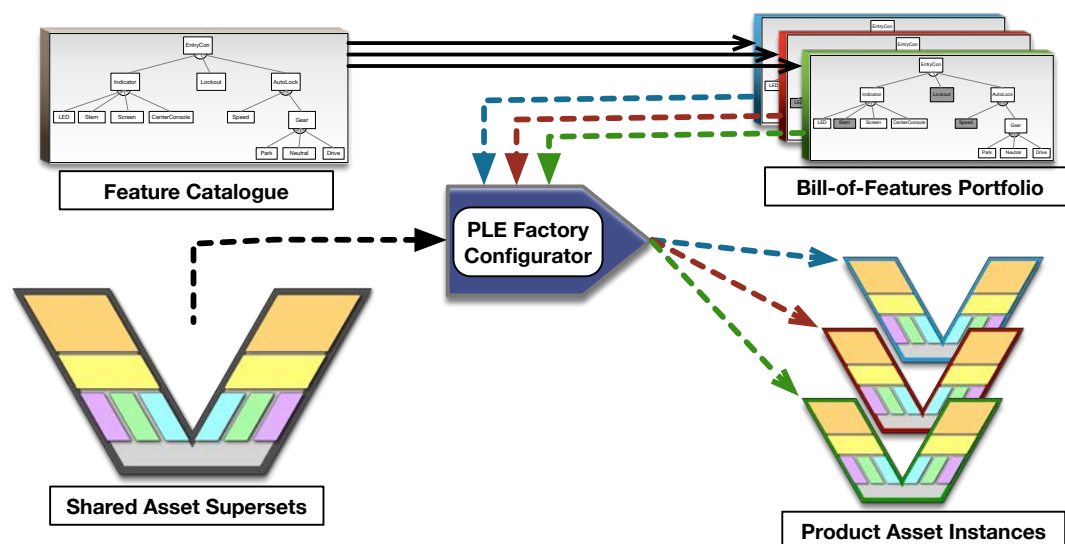 EntryCon
Indicator
Lockout
AutoLock
LED
Stem
Screen
CenterConsole
Speed
Gear
Park
Neutral
Drive
Feature Catalogue
EntryCon
EntryCon
EntryCon
Indicator
Lockout
AutoLock
LED
LED
LED
Stem
Screen
CenterConsole
Speed
Gear
Park
Neutral
Drive
Bill-of-Features Portfolio
PLE Factory
Configurator
Shared Asset Supersets
Product Asset Instances